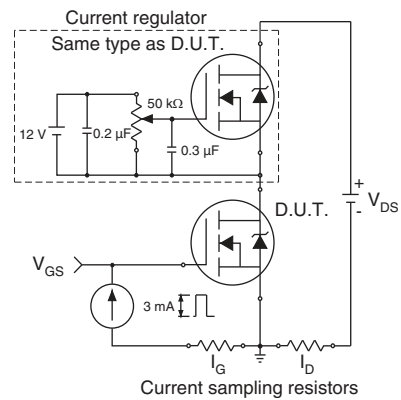 Current regulator
Same type as D.U.T.
50 kΩ
12 V
0.2 µF
0.3 µF
+
V_DS
-
D.U.T.
V_GS
3 mA
I_G
I_D
Current sampling resistors